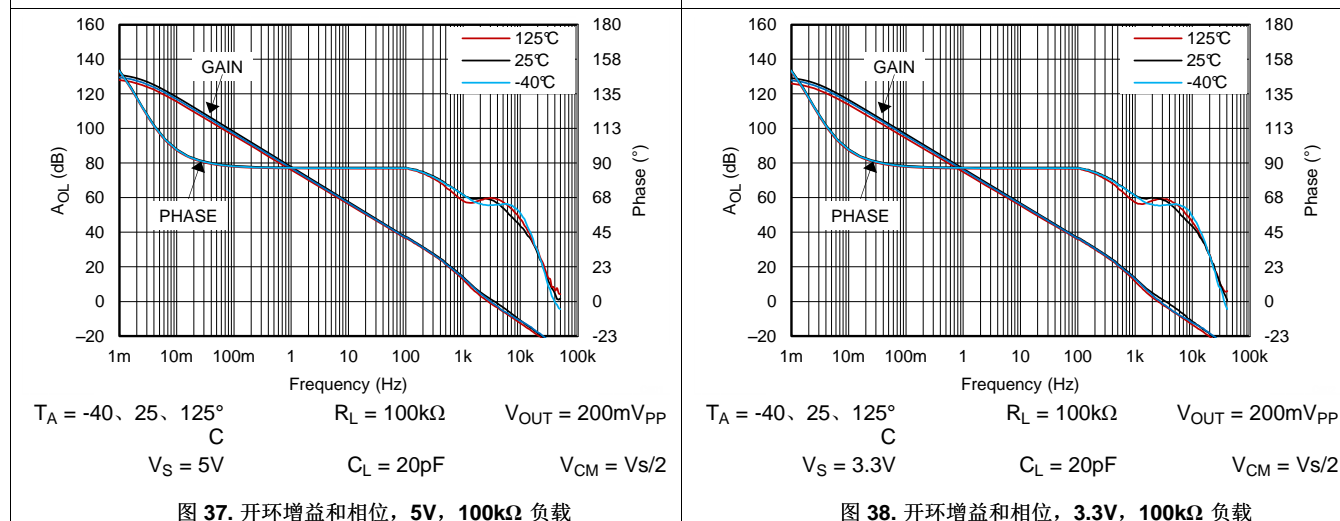 160
140
120
100
80
60
40
20
0
–20
A_OL (dB)
180
158
135
113
90
68
45
23
0
-23
Phase (°)
125℃
25℃
-40℃
GAIN
PHASE
1m 10m 100m 1 10 100 1k 10k 100k
Frequency (Hz)
T_A = -40、25、125°C R_L = 100kΩ V_OUT = 200mV_PP
V_S = 5V C_L = 20pF V_CM = Vs/2
图 37. 开环增益和相位，5V，100kΩ 负载
160
140
120
100
80
60
40
20
0
–20
A_OL (dB)
180
158
135
113
90
68
45
23
0
-23
Phase (°)
125℃
25℃
-40℃
GAIN
PHASE
1m 10m 100m 1 10 100 1k 10k 100k
Frequency (Hz)
T_A = -40、25、125°C R_L = 100kΩ V_OUT = 200mV_PP
V_S = 3.3V C_L = 20pF V_CM = Vs/2
图 38. 开环增益和相位，3.3V，100kΩ 负载